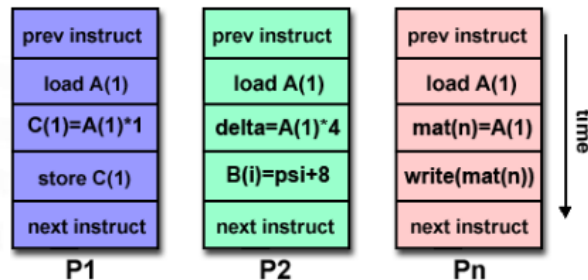 prev instruct
load A(1)
C(1)=A(1)*1
store C(1)
next instruct
P1
prev instruct
load A(1)
delta=A(1)*4
B(i)=psi+8
next instruct
P2
prev instruct
load A(1)
mat(n)=A(1)
write(mat(n))
next instruct
Pn
time